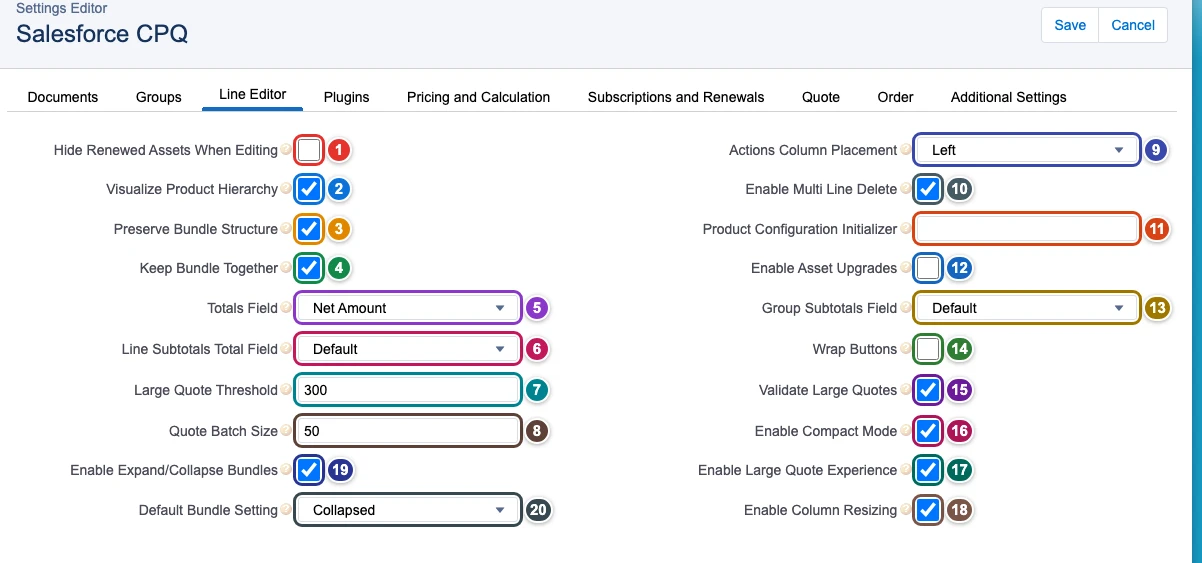 Settings Editor
Salesforce CPQ
Save Cancel
Documents Groups Line Editor Plugins Pricing and Calculation Subscriptions and Renewals Quote Order Additional Settings
Hide Renewed Assets When Editing 1
Visualize Product Hierarchy 2
Preserve Bundle Structure 3
Keep Bundle Together 4
Totals Field Net Amount 5
Line Subtotals Total Field Default 6
Large Quote Threshold 300 7
Quote Batch Size 50 8
Enable Expand/Collapse Bundles 19
Default Bundle Setting Collapsed 20
Actions Column Placement Left 9
Enable Multi Line Delete 10
Product Configuration Initializer 11
Enable Asset Upgrades 12
Group Subtotals Field Default 13
Wrap Buttons 14
Validate Large Quotes 15
Enable Compact Mode 16
Enable Large Quote Experience 17
Enable Column Resizing 18